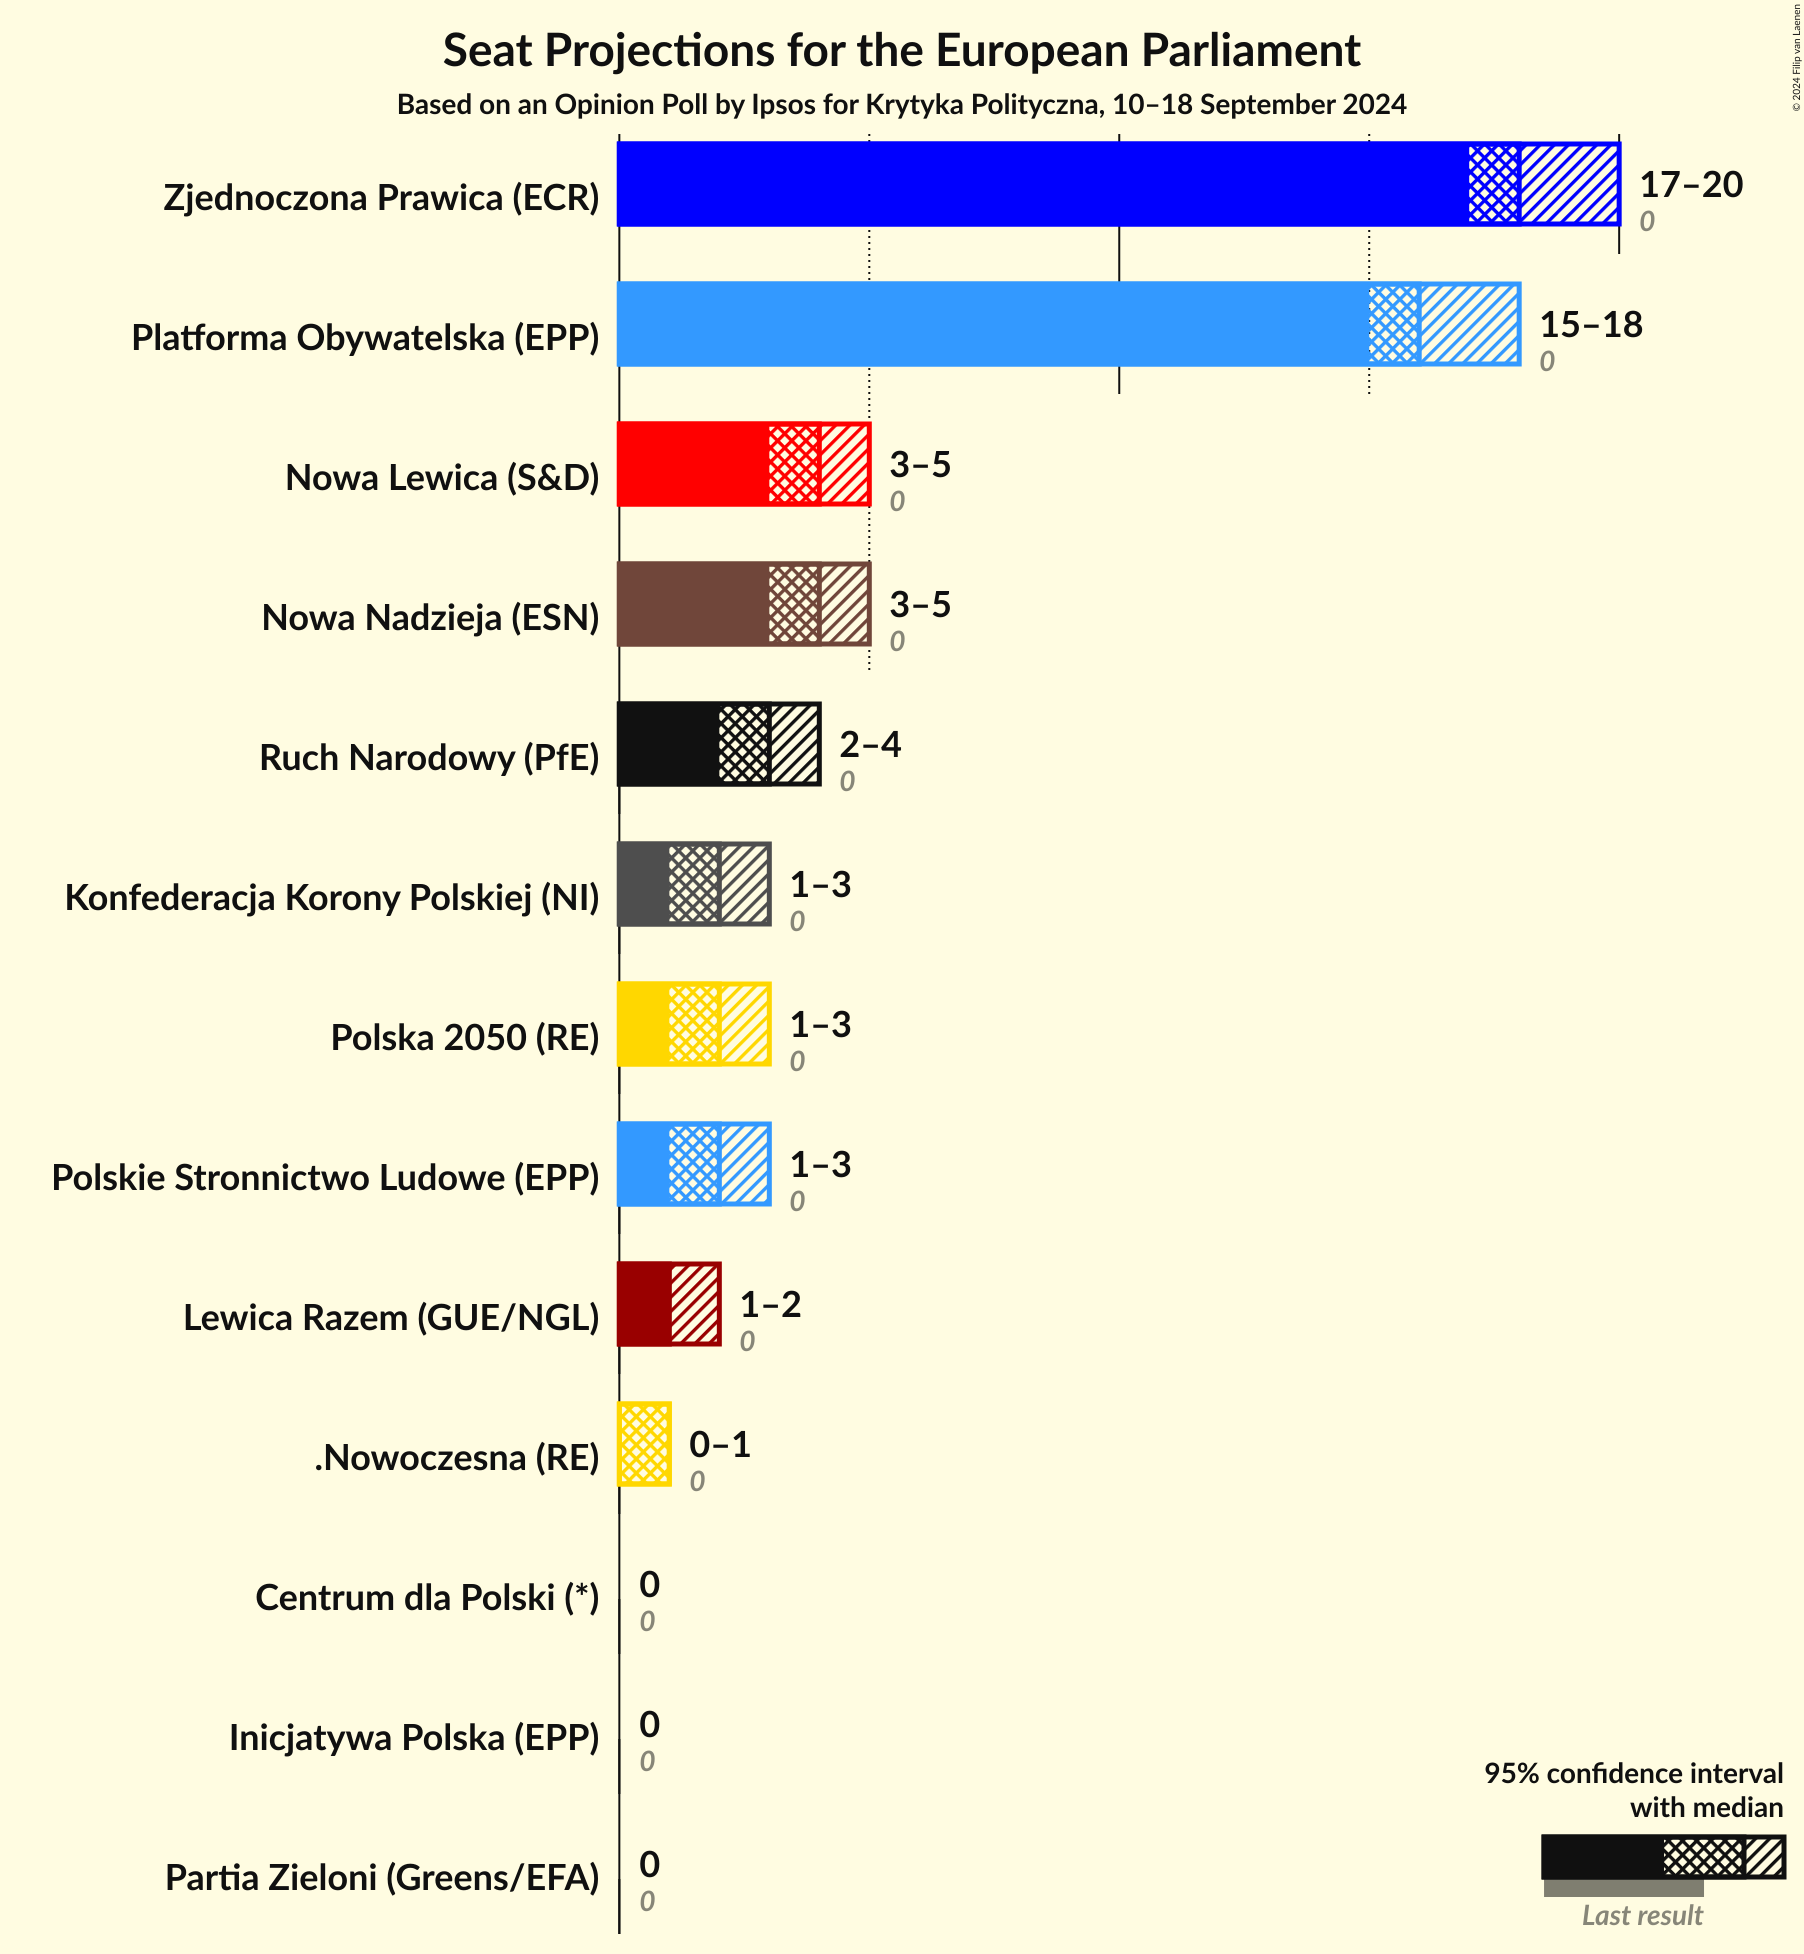 Seat Projections for the European Parliament
Based on an Opinion Poll by Ipsos for Krytyka Polityczna, 10–18 September 2024
© 2024 Filip van Laenen
Zjednoczona Prawica (ECR)
17–20
0
Platforma Obywatelska (EPP)
15–18
0
Nowa Lewica (S&D)
3–5
0
Nowa Nadzieja (ESN)
3–5
0
Ruch Narodowy (PfE)
2–4
0
Konfederacja Korony Polskiej (NI)
1–3
0
Polska 2050 (RE)
1–3
0
Polskie Stronnictwo Ludowe (EPP)
1–3
0
Lewica Razem (GUE/NGL)
1–2
0
.Nowoczesna (RE)
0–1
0
Centrum dla Polski (*)
0
0
Inicjatywa Polska (EPP)
0
0
Partia Zieloni (Greens/EFA)
0
0
95% confidence interval
with median
Last result